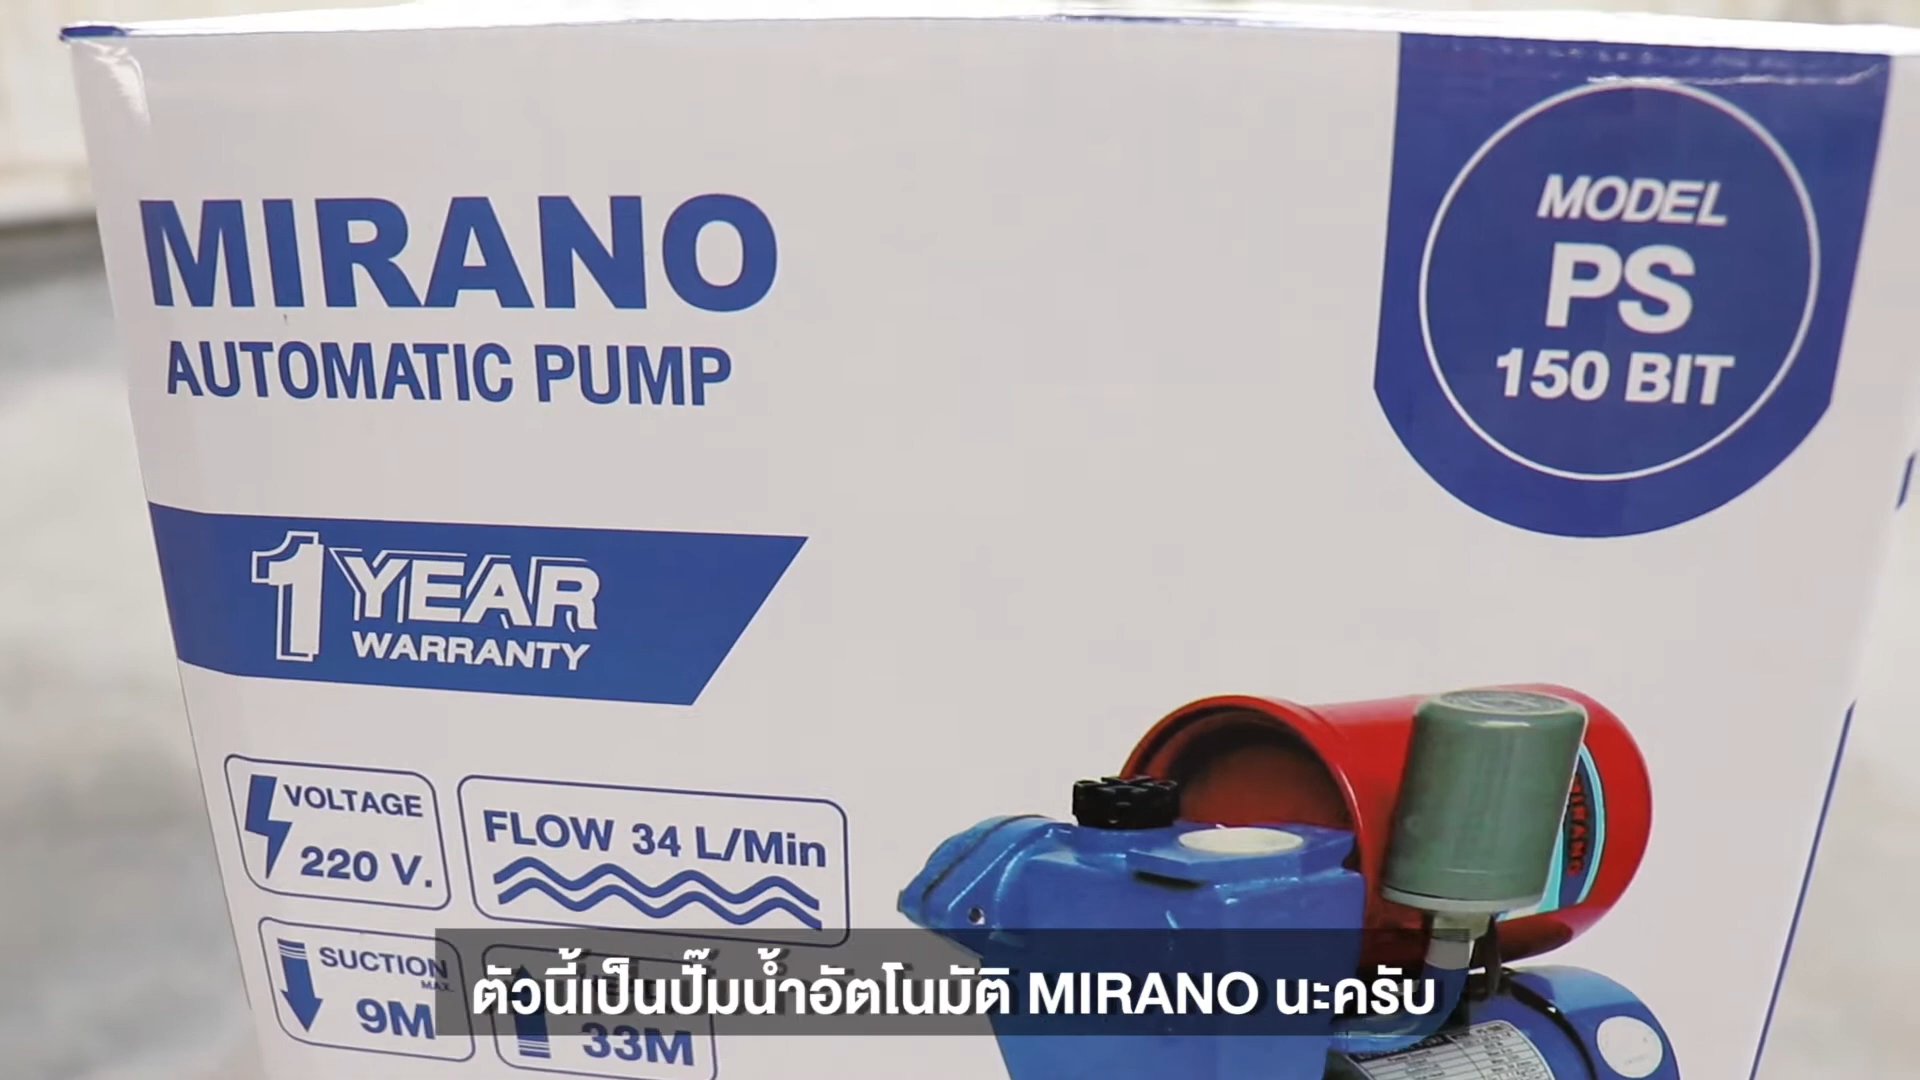 MIRANO
AUTOMATIC PUMP
MODEL
PS
150 BIT
1 YEAR
WARRANTY
VOLTAGE
220 V.
FLOW 34 L/Min
SUCTION
MAX.
9M
33M
MIRANO
ตัวนี้เป็นปั๊มน้ำอัตโนมัติ MIRANO นะครับ